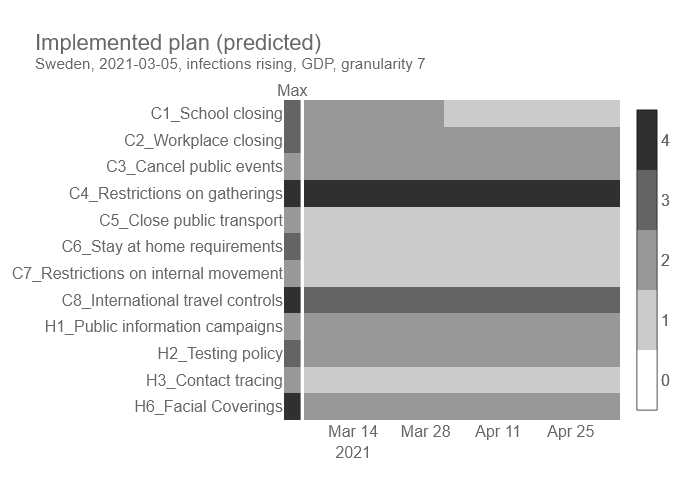 Implemented plan (predicted)
Sweden, 2021-03-05, infections rising, GDP, granularity 7
Max
C1_School closing
C2_Workplace closing
C3_Cancel public events
C4_Restrictions on gatherings
C5_Close public transport
C6_Stay at home requirements
C7_Restrictions on internal movement
C8_International travel controls
H1_Public information campaigns
H2_Testing policy
H3_Contact tracing
H6_Facial Coverings
4
3
2
1
0
Mar 14 Mar 28 Apr 11 Apr 25
2021